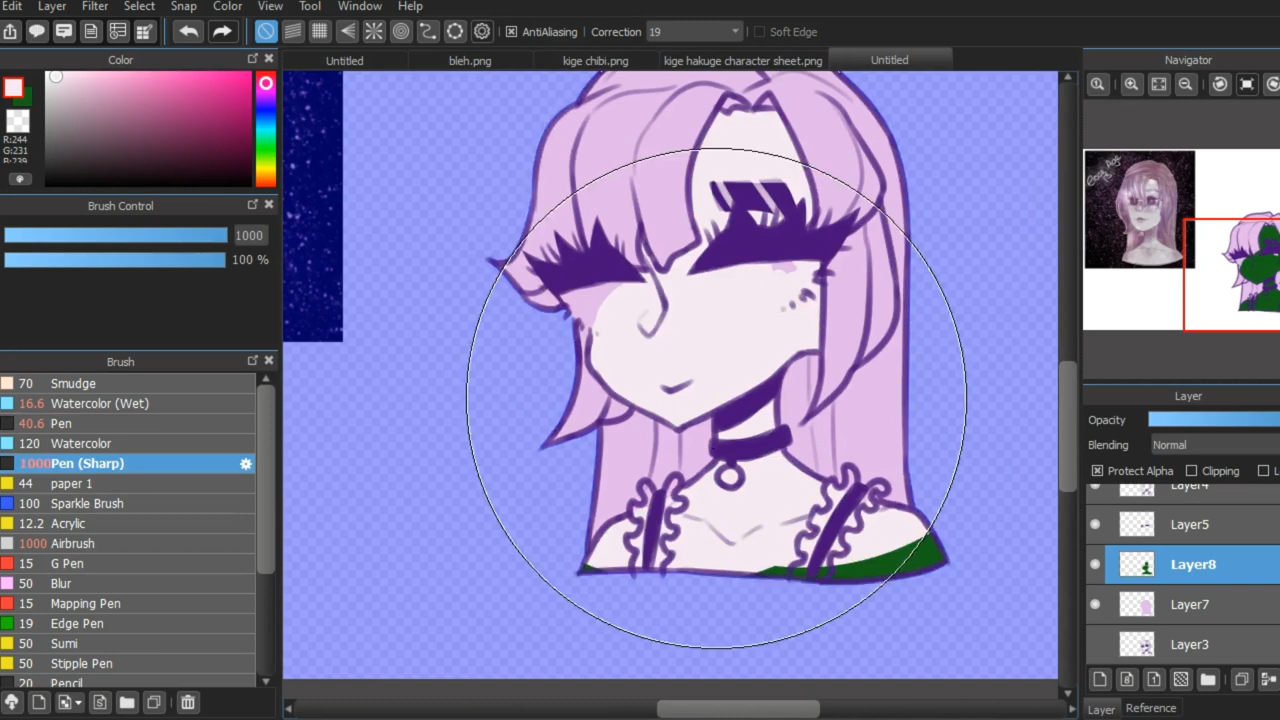 Edit Layer Filter Select Snap Color View Tool Window Help
AntiAliasing Correction 19 Soft Edge
Color
Untitled bleh.png kige chibi.png kige hakuge character sheet.png Untitled
Navigator
R:244
G:231
B:239
Brush Control
1000
100 %
Brush
70 Smudge
16.6 Watercolor (Wet)
40.6 Pen
120 Watercolor
1000 Pen (Sharp)
44 paper 1
100 Sparkle Brush
12.2 Acrylic
1000 Airbrush
15 G Pen
50 Blur
15 Mapping Pen
19 Edge Pen
50 Sumi
50 Stipple Pen
20 Pencil
Layer
Opacity
Blending Normal
Protect Alpha Clipping L
Layer4
Layer5
Layer8
Layer7
Layer3
Layer Reference